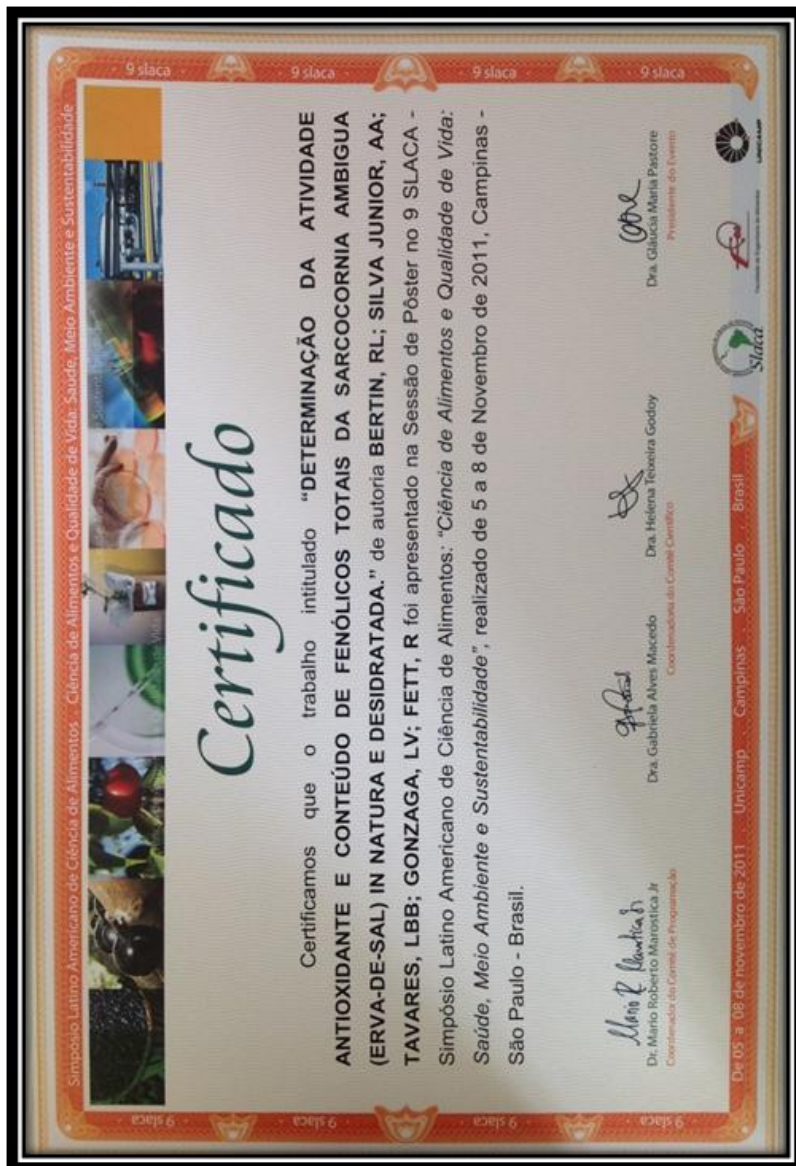 Simpósio Latino Americano de Ciência de Alimentos . Ciência de Alimentos e Qualidade de Vida: Saúde, Meio Ambiente e Sustentabilidade
9 slaca
9 slaca
9 slaca
9 slaca
Certificado
Certificamos que o trabalho intitulado "DETERMINAÇÃO DA ATIVIDADE
ANTIOXIDANTE E CONTEÚDO DE FENÓLICOS TOTAIS DA SARCOCORNIA AMBIGUA
(ERVA-DE-SAL) IN NATURA E DESIDRATADA." de autoria BERTIN, RL; SILVA JUNIOR, AA;
TAVARES, LBB; GONZAGA, LV; FETT, R foi apresentado na Sessão de Pôster no 9 SLACA -
Simpósio Latino Americano de Ciência de Alimentos: "Ciência de Alimentos e Qualidade de Vida:
Saúde, Meio Ambiente e Sustentabilidade", realizado de 5 a 8 de Novembro de 2011, Campinas -
São Paulo - Brasil.
Dr. Mario Roberto Marostica Jr
Coordenador do Comitê de Programação
Dra. Gabriela Alves Macedo
Dra. Helena Teixeira Godoy
Coordenadoria do Comitê Científico
Dra. Gláucia Maria Pastore
Presidente do Evento
9 slaca
9 slaca
9 slaca
De 05 a 08 de novembro de 2011 . Unicamp . Campinas . São Paulo . Brasil
Slaca
UNICAMP